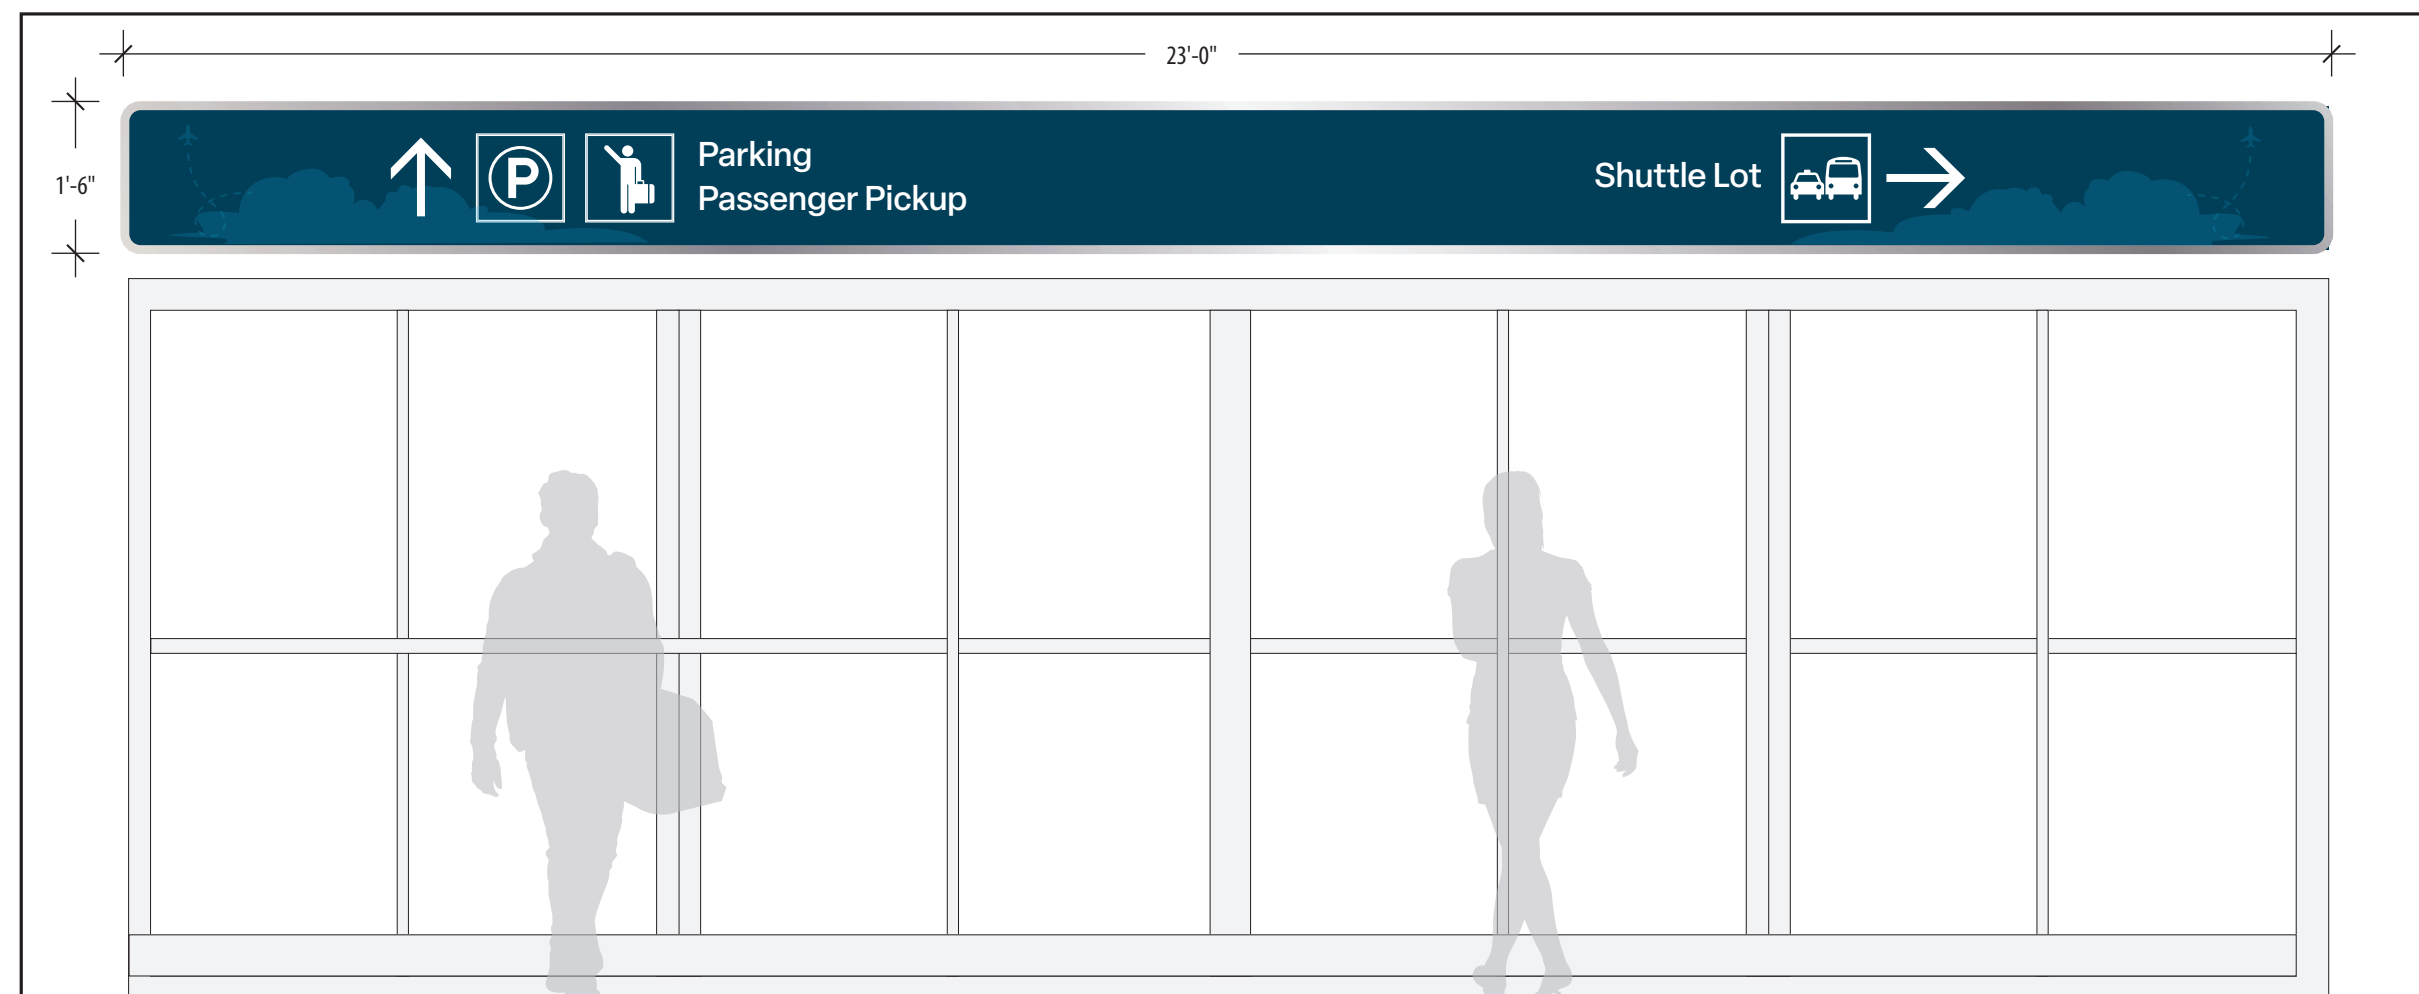 23'-0"
1'-6"
P
Parking
Passenger Pickup
Shuttle Lot